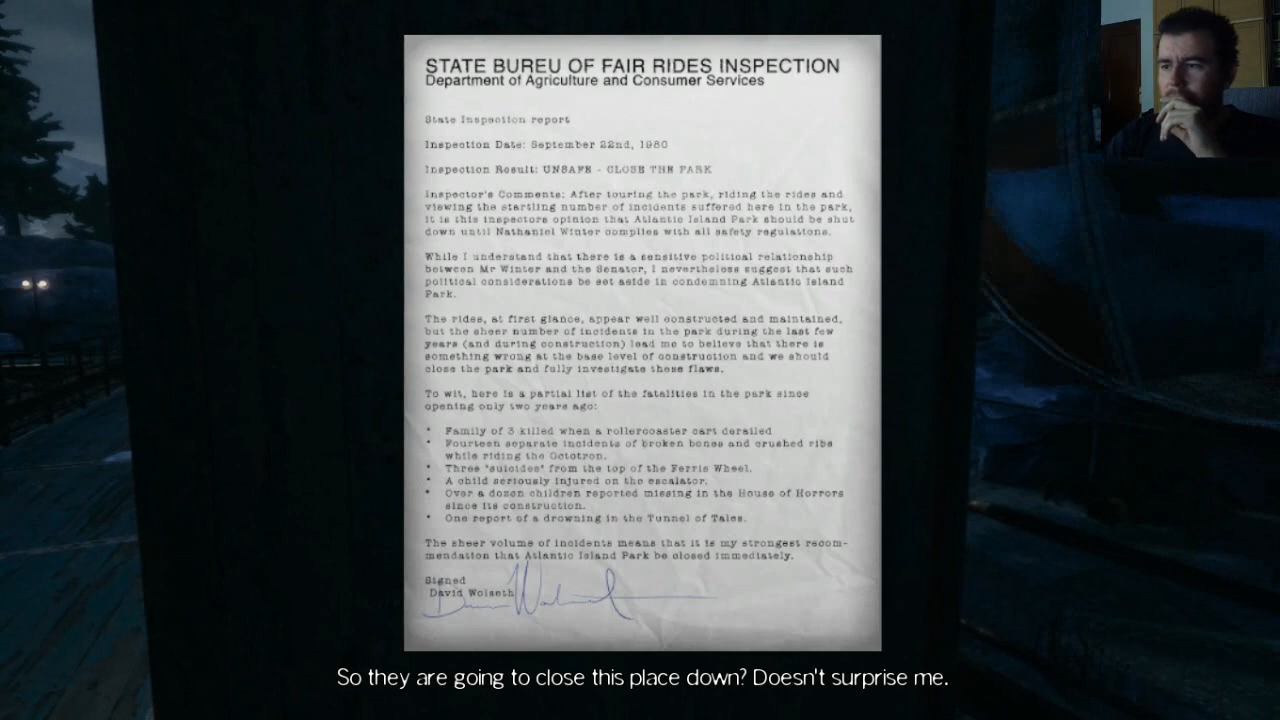 STATE BUREU OF FAIR RIDES INSPECTION
Department of Agriculture and Consumer Services
State Inspection report
Inspection Date: September 22nd, 1980
Inspection Result: UNSAFE - CLOSE THE PARK
Inspector's Comments: After touring the park, riding the rides and
viewing the startling number of incidents suffered here in the park,
it is this inspectors opinion that Atlantic Island Park should be shut
down until Nathaniel Winter complies with all safety regulations.
While I understand that there is a sensitive political relationship
between Mr Winter and the Senator, I nevertheless suggest that such
political considerations be set aside in condemning Atlantic Island
Park.
The rides, at first glance, appear well constructed and maintained,
but the sheer number of incidents in the park during the last few
years (and during construction) lead me to believe that there is
something wrong at the base level of construction and we should
close the park and fully investigate these flaws.
To wit, here is a partial list of the fatalities in the park since
opening only two years ago:
* Family of 3 killed when a rollercoaster cart derailed
* Fourteen separate incidents of broken bones and crushed ribs
while riding the Octotron.
* Three "suicides" from the top of the Ferris Wheel.
* A child seriously injured on the escalator.
* Over a dozen children reported missing in the House of Horrors
since its construction.
* One report of a drowning in the Tunnel of Tales.
The sheer volume of incidents means that it is my strongest recom-
mendation that Atlantic Island Park be closed immediately.
Signed
David Wolseth
So they are going to close this place down? Doesn't surprise me.